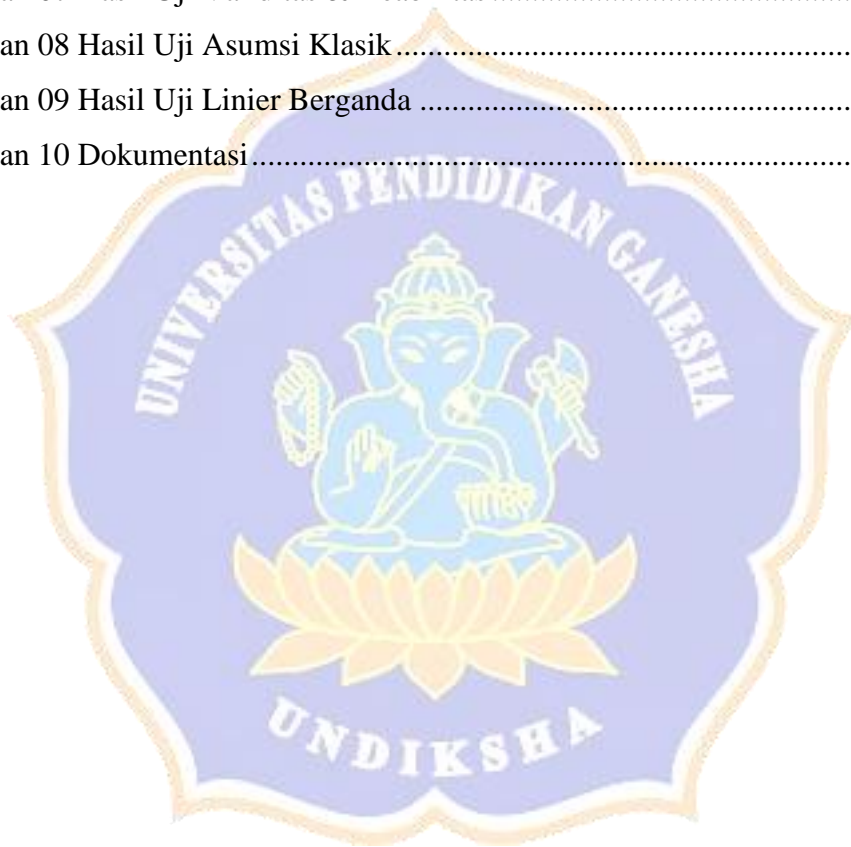 an 08 Hasil Uji Asumsi Klasik
an 09 Hasil Uji Linier Berganda
an 10 Dokumentasi
UNIVERSITAS PENDIDIKAN GANESHA
UNDIKSHA